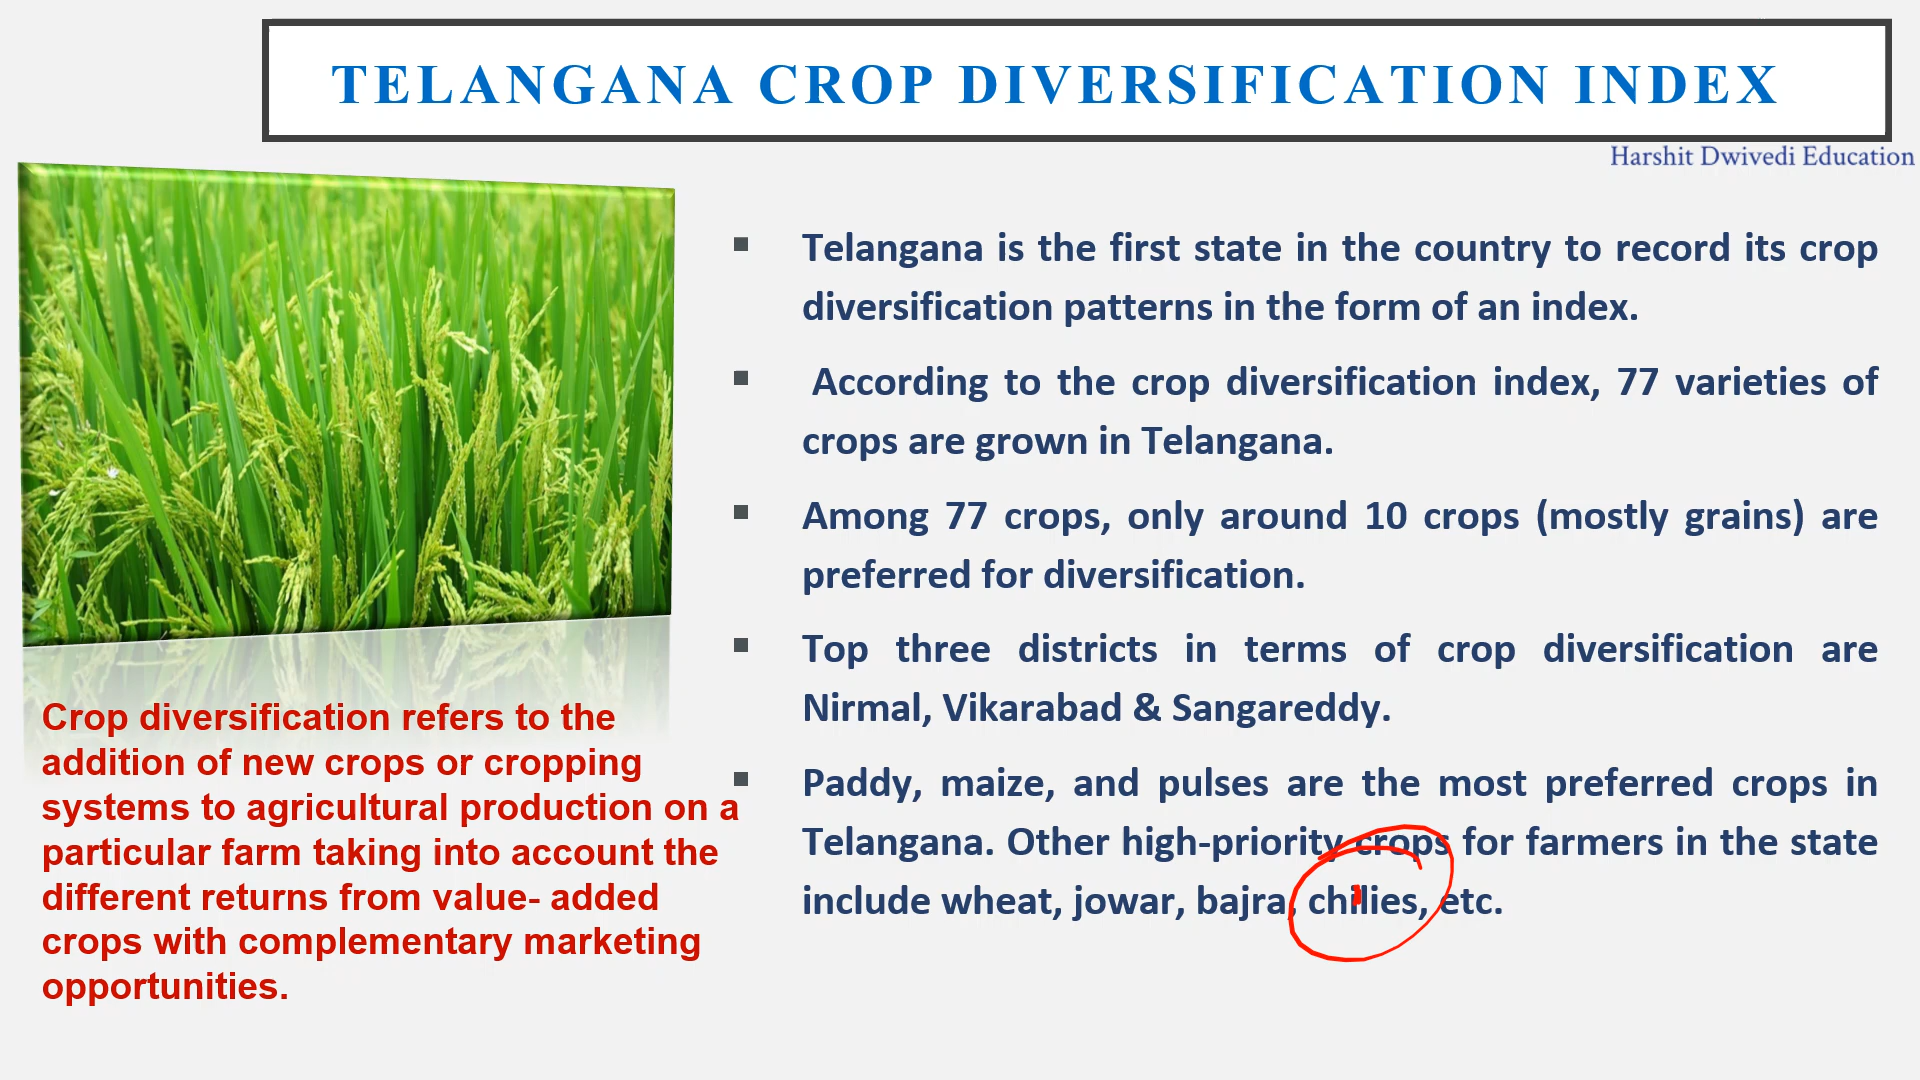 TELANGANA CROP DIVERSIFICATION INDEX
Harshit Dwivedi Education
▪ Telangana is the first state in the country to record its crop
diversification patterns in the form of an index.
▪ According to the crop diversification index, 77 varieties of
crops are grown in Telangana.
▪ Among 77 crops, only around 10 crops (mostly grains) are
preferred for diversification.
▪ Top three districts in terms of crop diversification are
Nirmal, Vikarabad & Sangareddy.
▪ Paddy, maize, and pulses are the most preferred crops in
Telangana. Other high-priority crops for farmers in the state
include wheat, jowar, bajra, chilies, etc.
Crop diversification refers to the
addition of new crops or cropping
systems to agricultural production on a
particular farm taking into account the
different returns from value- added
crops with complementary marketing
opportunities.